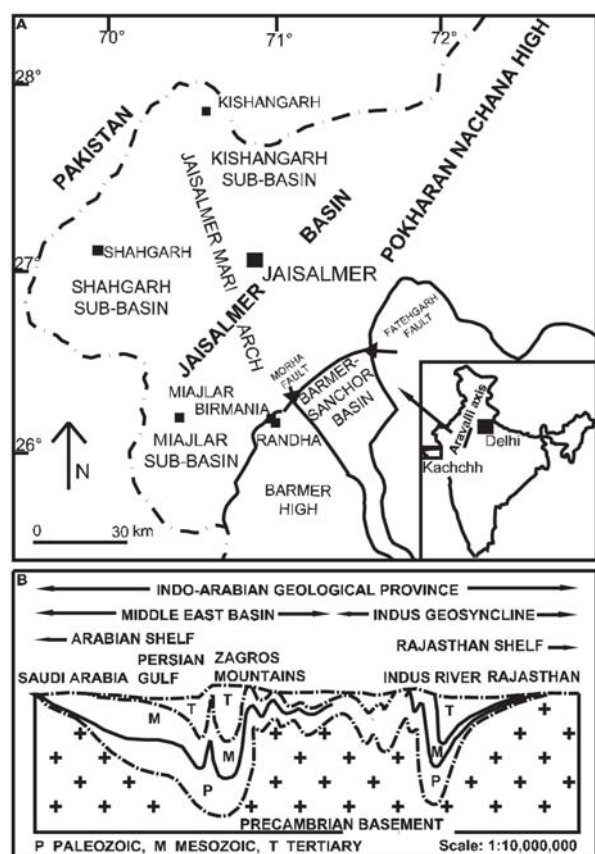 A
70°
71°
72°
28°
27°
26°
KISHANGARH
PAKISTAN
KISHANGARH
SUB-BASIN
POKHARAN NACHANA HIGH
JAISALMER MARI ARCH
JAISALMER BASIN
SHAHGARH
SHAHGARH
SUB-BASIN
JAISALMER
FATEHGARH
FAULT
MORHA
FAULT
BARMER-
SANCHOR
BASIN
MIAJLAR
BIRMANIA
RANDHA
MIAJLAR
SUB-BASIN
BARMER
HIGH
N
0 30 km
Aravalli axis
Delhi
Kachchh
B
INDO-ARABIAN GEOLOGICAL PROVINCE
MIDDLE EAST BASIN INDUS GEOSYNCLINE
ARABIAN SHELF RAJASTHAN SHELF
SAUDI ARABIA PERSIAN GULF ZAGROS MOUNTAINS INDUS RIVER RAJASTHAN
M T T T
M M
P P
PRECAMBRIAN BASEMENT
P PALEOZOIC, M MESOZOIC, T TERTIARY Scale: 1:10,000,000